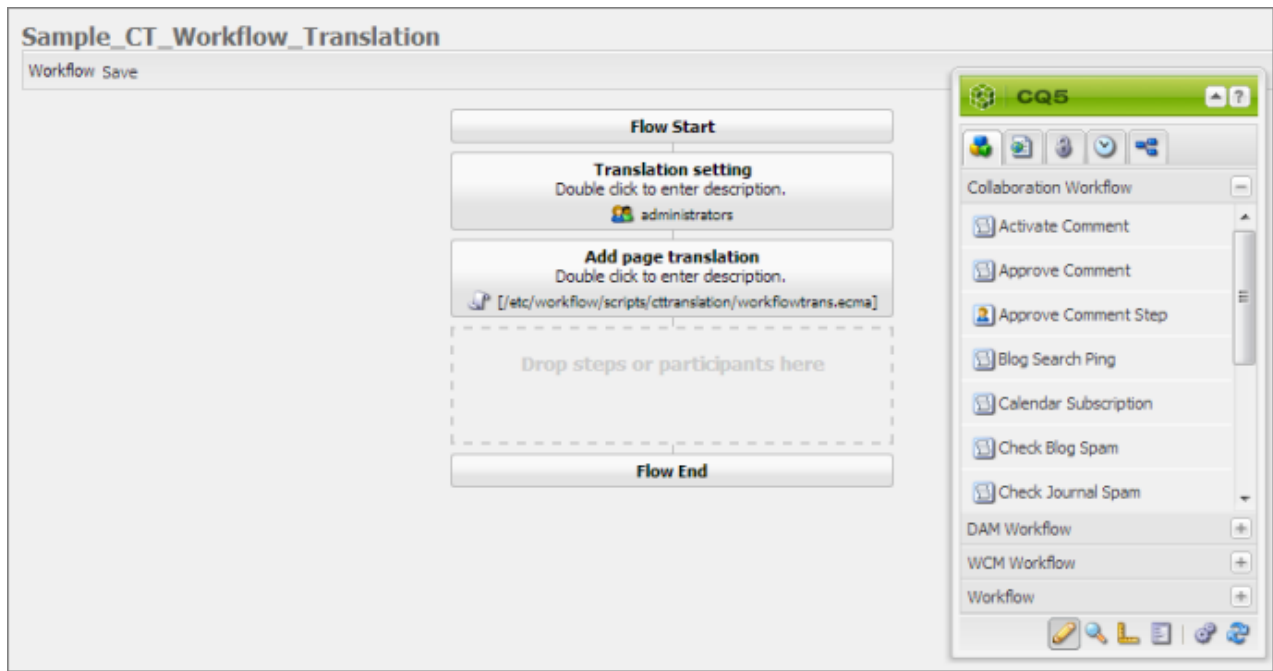 Sample_CT_Workflow_Translation
Workflow Save
Flow Start
Translation setting
Double click to enter description.
administrators
Add page translation
Double click to enter description.
[/etc/workflow/scripts/cttranslation/workflowtrans.ecma]
Drop steps or participants here
Flow End
CQ5
?
Collaboration Workflow
Activate Comment
Approve Comment
Approve Comment Step
Blog Search Ping
Calendar Subscription
Check Blog Spam
Check Journal Spam
DAM Workflow
WCM Workflow
Workflow